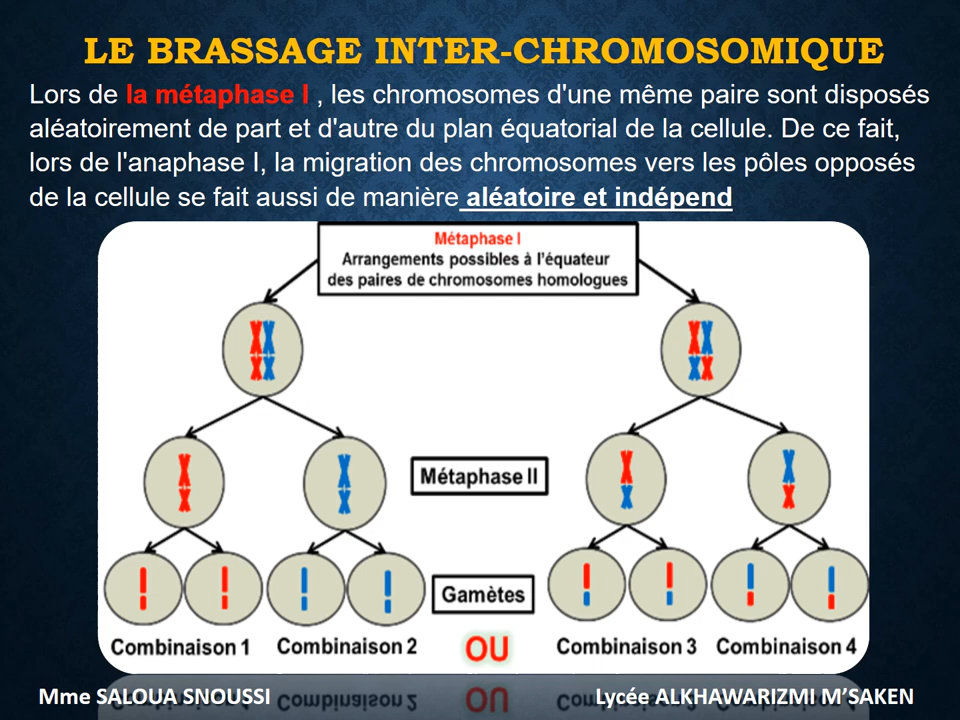 LE BRASSAGE INTER-CHROMOSOMIQUE
Lors de la métaphase I , les chromosomes d'une même paire sont disposés
aléatoirement de part et d'autre du plan équatorial de la cellule. De ce fait,
lors de l'anaphase I, la migration des chromosomes vers les pôles opposés
de la cellule se fait aussi de manière aléatoire et indépend
Métaphase I
Arrangements possibles à l'équateur
des paires de chromosomes homologues
Métaphase II
Gamètes
Combinaison 1
Combinaison 2
OU
Combinaison 3
Combinaison 4
Mme SALOUA SNOUSSI
Lycée ALKHAWARIZMI M'SAKEN